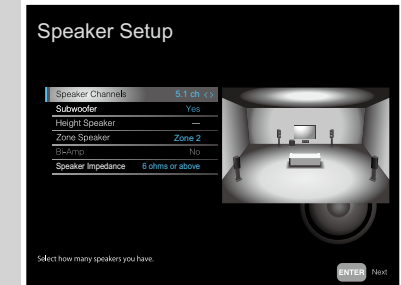 Speaker Setup
Speaker Channels 5.1 ch < >
Subwoofer Yes
Height Speaker ---
Zone Speaker Zone 2
Bi-Amp No
Speaker Impedance 6 ohms or above
Select how many speakers you have.
ENTER Next